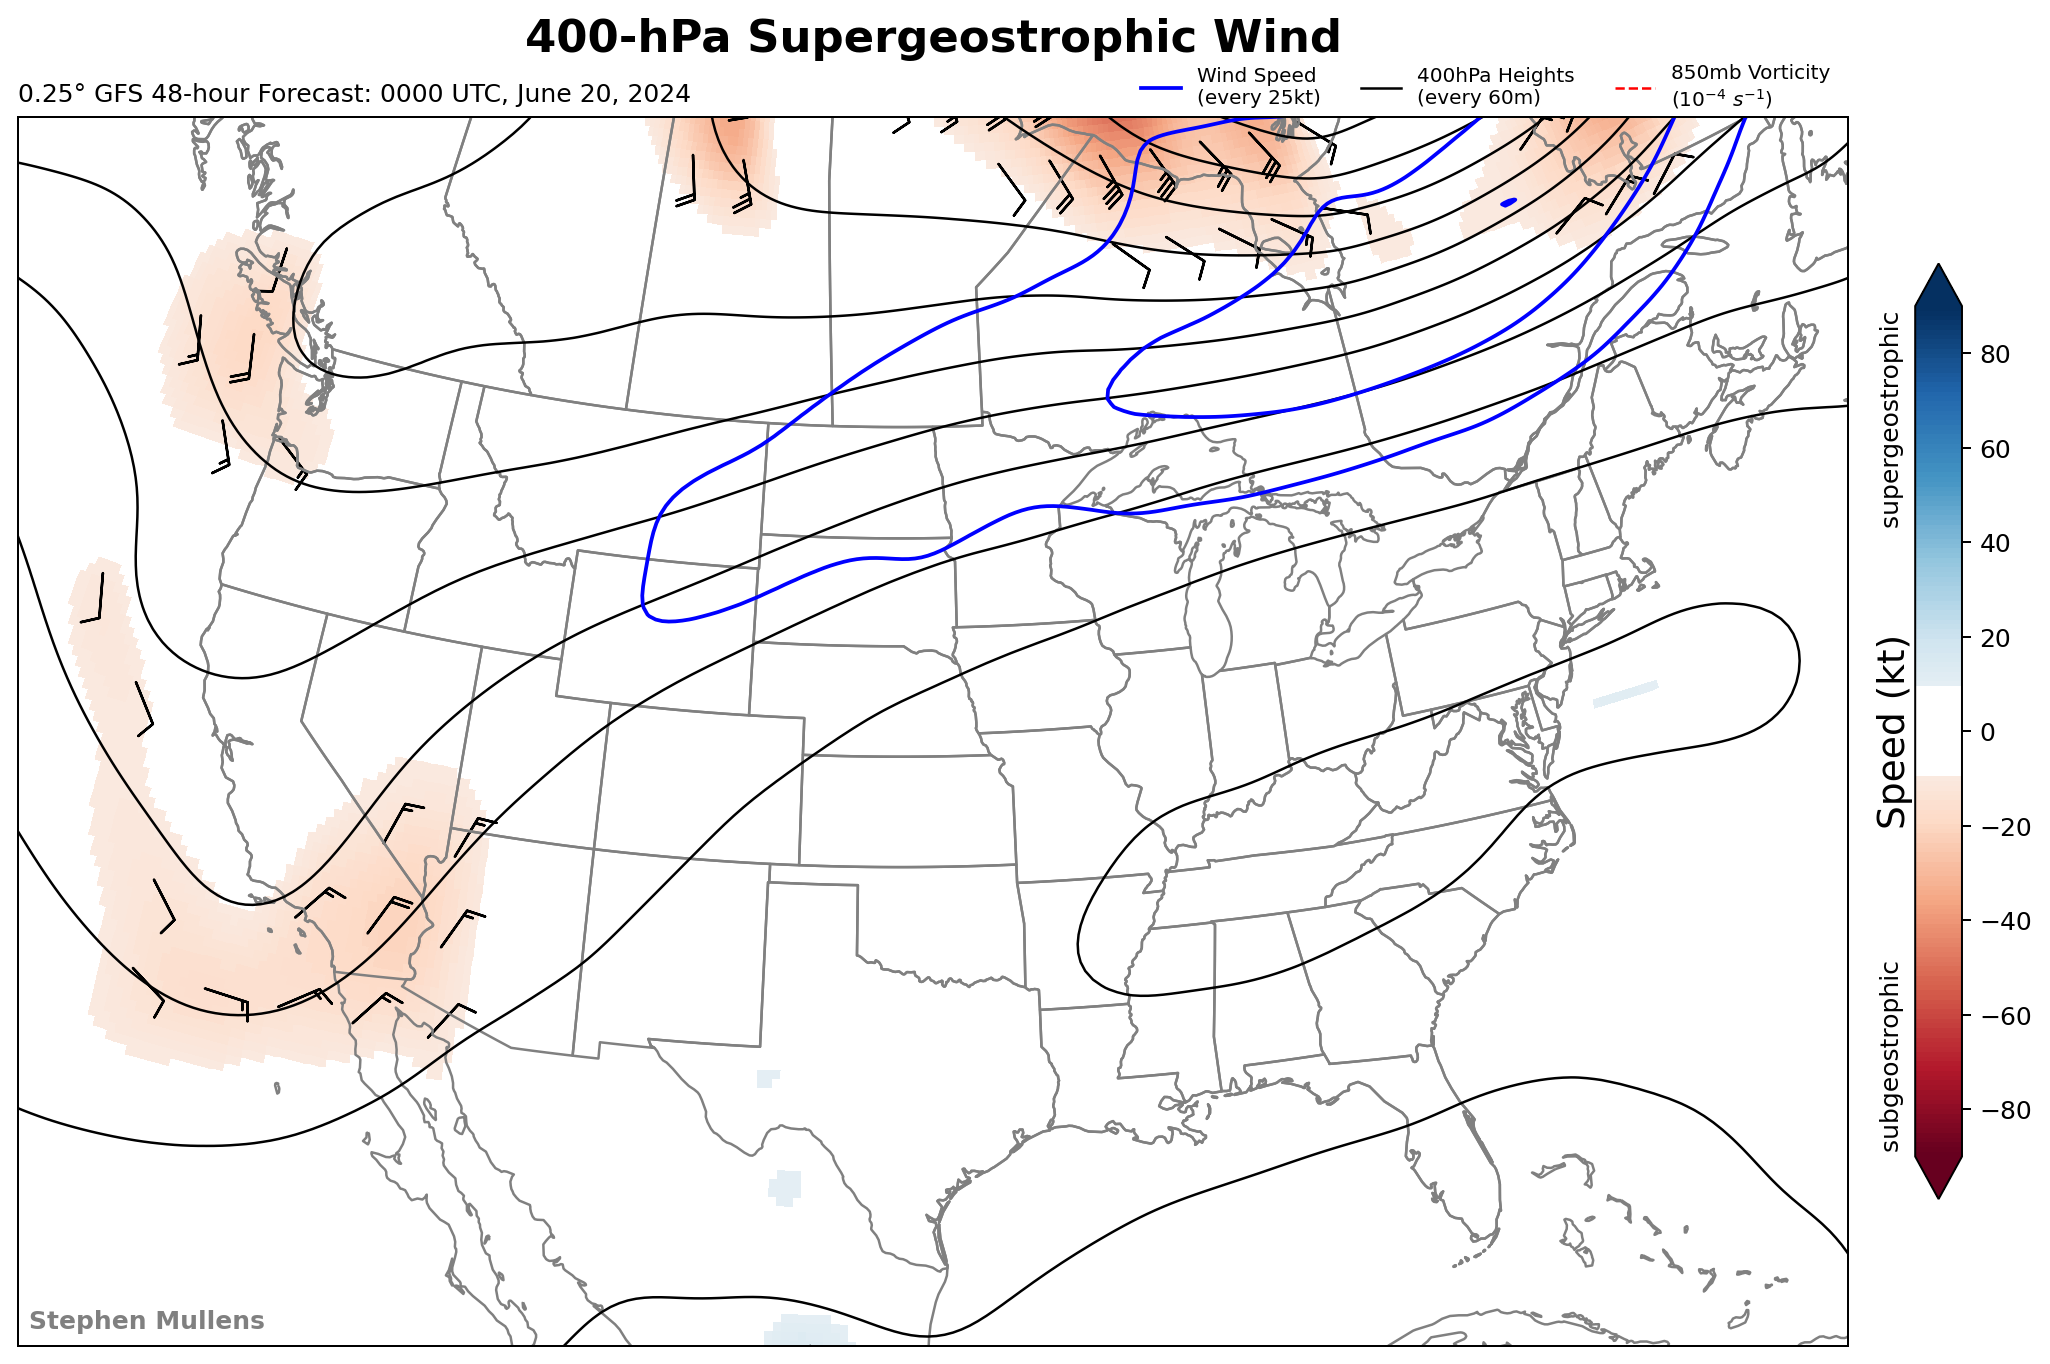 400-hPa Supergeostrophic Wind
0.25° GFS 48-hour Forecast: 0000 UTC, June 20, 2024
Wind Speed
(every 25kt)
400hPa Heights
(every 60m)
850mb Vorticity
(10⁻⁴ s⁻¹)
supergeostrophic
Speed (kt)
subgeostrophic
80
60
40
20
0
−20
−40
−60
−80
Stephen Mullens